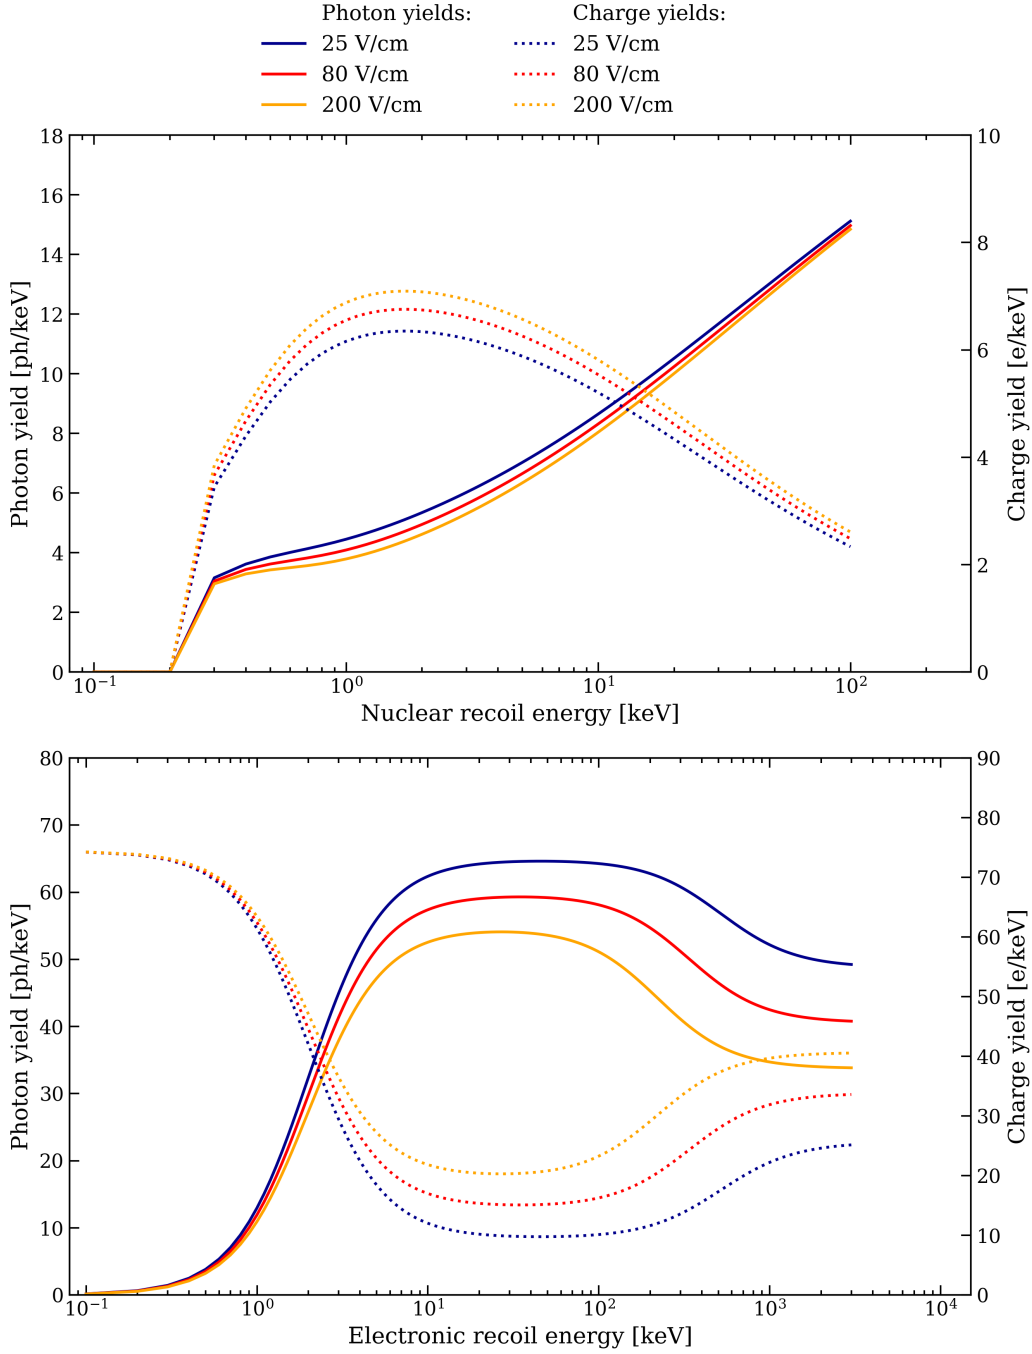 Photon yields: Charge yields:
25 V/cm 25 V/cm
80 V/cm 80 V/cm
200 V/cm 200 V/cm
18 10
16
14 8
12
10 6
8
6 4
4
2 2
0 0
Photon yield [ph/keV]
Charge yield [e/keV]
10⁻¹ 10⁰ 10¹ 10²
Nuclear recoil energy [keV]
80 90
70 80
60 70
50 60
40 50
30 40
20 30
10 20
0 10
0
Photon yield [ph/keV]
Charge yield [e/keV]
10⁻¹ 10⁰ 10¹ 10² 10³ 10⁴
Electronic recoil energy [keV]